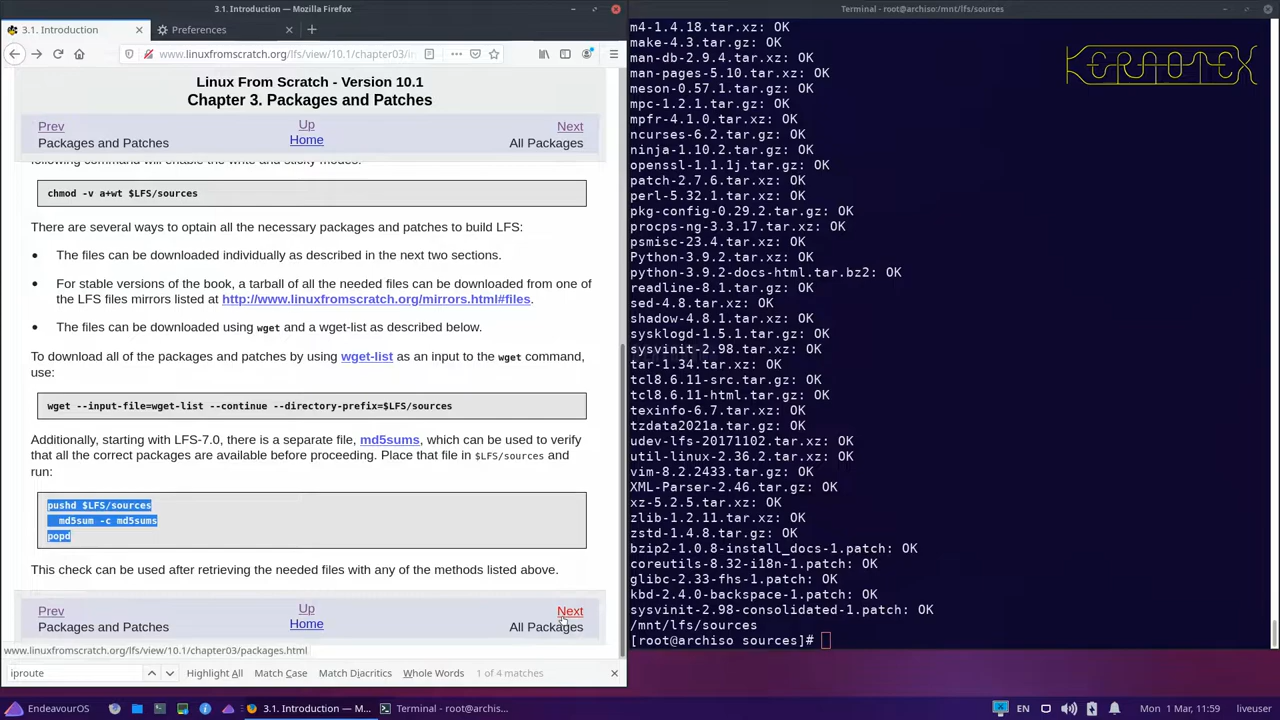 3.1. Introduction — Mozilla Firefox
3.1. Introduction
Preferences
www.linuxfromscratch.org/lfs/view/10.1/chapter03/in
Linux From Scratch - Version 10.1
Chapter 3. Packages and Patches
Prev Up Next
Packages and Patches Home All Packages
following command will enable the write and sticky modes:
chmod -v a+wt $LFS/sources
There are several ways to optain all the necessary packages and patches to build LFS:
The files can be downloaded individually as described in the next two sections.
For stable versions of the book, a tarball of all the needed files can be downloaded from one of
the LFS files mirrors listed at http://www.linuxfromscratch.org/mirrors.html#files.
The files can be downloaded using wget and a wget-list as described below.
To download all of the packages and patches by using wget-list as an input to the wget command,
use:
wget --input-file=wget-list --continue --directory-prefix=$LFS/sources
Additionally, starting with LFS-7.0, there is a separate file, md5sums, which can be used to verify
that all the correct packages are available before proceeding. Place that file in $LFS/sources and
run:
pushd $LFS/sources
md5sum -c md5sums
popd
This check can be used after retrieving the needed files with any of the methods listed above.
Prev Up Next
Packages and Patches Home All Packages
www.linuxfromscratch.org/lfs/view/10.1/chapter03/packages.html
iproute Highlight All Match Case Match Diacritics Whole Words 1 of 4 matches
Terminal - root@archiso:/mnt/lfs/sources
KEROTEX
m4-1.4.18.tar.xz: OK
make-4.3.tar.gz: OK
man-db-2.9.4.tar.xz: OK
man-pages-5.10.tar.xz: OK
meson-0.57.1.tar.gz: OK
mpc-1.2.1.tar.gz: OK
mpfr-4.1.0.tar.xz: OK
ncurses-6.2.tar.gz: OK
ninja-1.10.2.tar.gz: OK
openssl-1.1.1j.tar.gz: OK
patch-2.7.6.tar.xz: OK
perl-5.32.1.tar.xz: OK
pkg-config-0.29.2.tar.gz: OK
procps-ng-3.3.17.tar.xz: OK
psmisc-23.4.tar.xz: OK
Python-3.9.2.tar.xz: OK
python-3.9.2-docs-html.tar.bz2: OK
readline-8.1.tar.gz: OK
sed-4.8.tar.xz: OK
shadow-4.8.1.tar.xz: OK
sysklogd-1.5.1.tar.gz: OK
sysvinit-2.98.tar.xz: OK
tar-1.34.tar.xz: OK
tcl8.6.11-src.tar.gz: OK
tcl8.6.11-html.tar.gz: OK
texinfo-6.7.tar.xz: OK
tzdata2021a.tar.gz: OK
udev-lfs-20171102.tar.xz: OK
util-linux-2.36.2.tar.xz: OK
vim-8.2.2433.tar.gz: OK
XML-Parser-2.46.tar.gz: OK
xz-5.2.5.tar.xz: OK
zlib-1.2.11.tar.xz: OK
zstd-1.4.8.tar.gz: OK
bzip2-1.0.8-install_docs-1.patch: OK
coreutils-8.32-i18n-1.patch: OK
glibc-2.33-fhs-1.patch: OK
kbd-2.4.0-backspace-1.patch: OK
sysvinit-2.98-consolidated-1.patch: OK
/mnt/lfs/sources
[root@archiso sources]#
EndeavourOS 3.1. Introduction — M... Terminal - root@archis... EN Mon 1 Mar, 11:59 liveuser